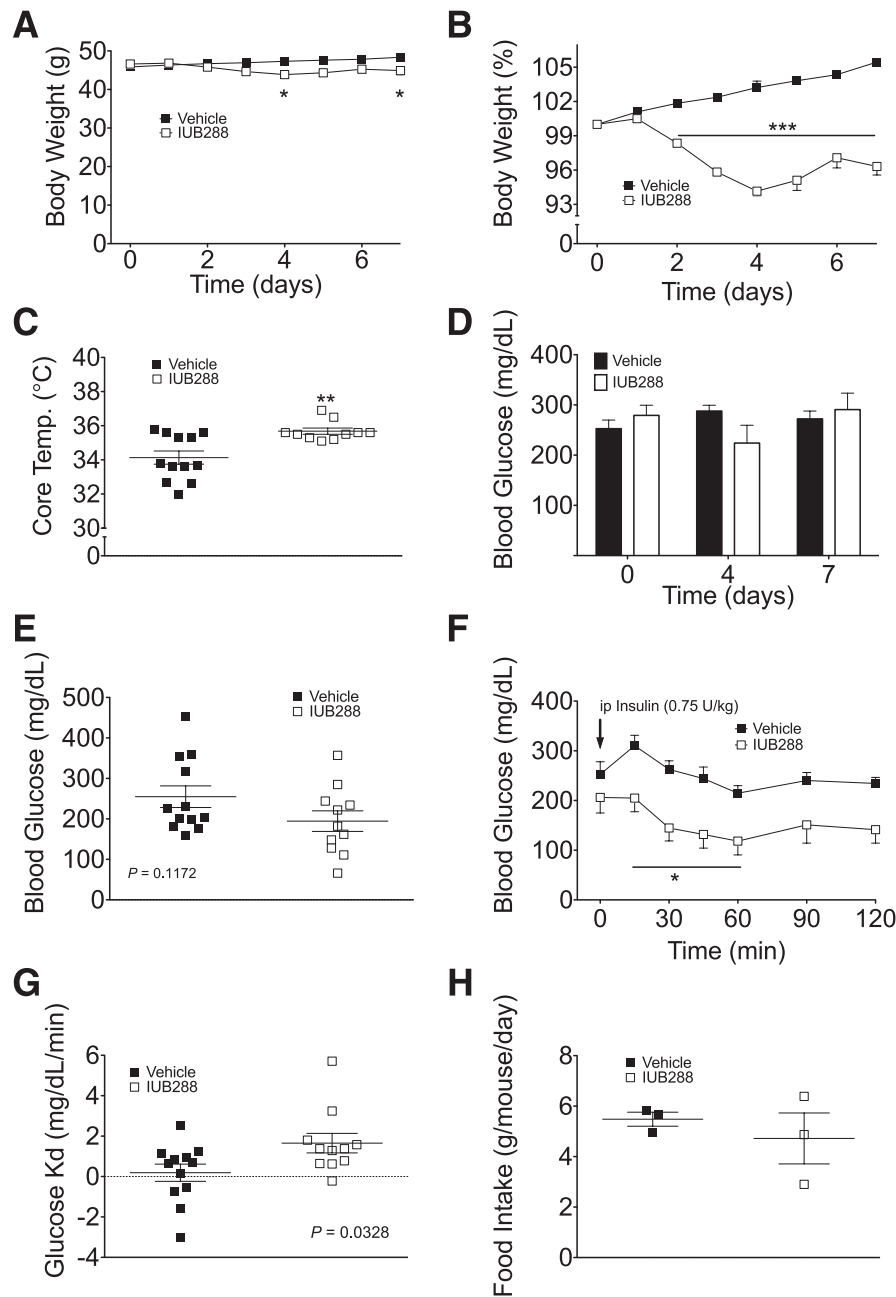 A
Body Weight (g)
50
40
30
20
10
0
Vehicle
IUB288
*
*
0
2
4
6
Time (days)
B
Body Weight (%)
105
102
99
96
93
0
***
Vehicle
IUB288
0
2
4
6
Time (days)
C
Core Temp. (°C)
40
38
36
34
32
30
0
Vehicle
IUB288
**
D
Blood Glucose (mg/dL)
400
300
200
100
Vehicle
IUB288
0
4
7
Time (days)
E
Blood Glucose (mg/dL)
500
400
300
200
100
0
Vehicle
IUB288
P = 0.1172
F
Blood Glucose (mg/dL)
400
300
200
100
0
ip Insulin (0.75 U/kg)
Vehicle
IUB288
*
0
30
60
90
120
Time (min)
G
Glucose Kd (mg/dL/min)
6
4
2
0
-2
-4
Vehicle
IUB288
P = 0.0328
H
Food Intake (g/mouse/day)
8
6
4
2
0
Vehicle
IUB288